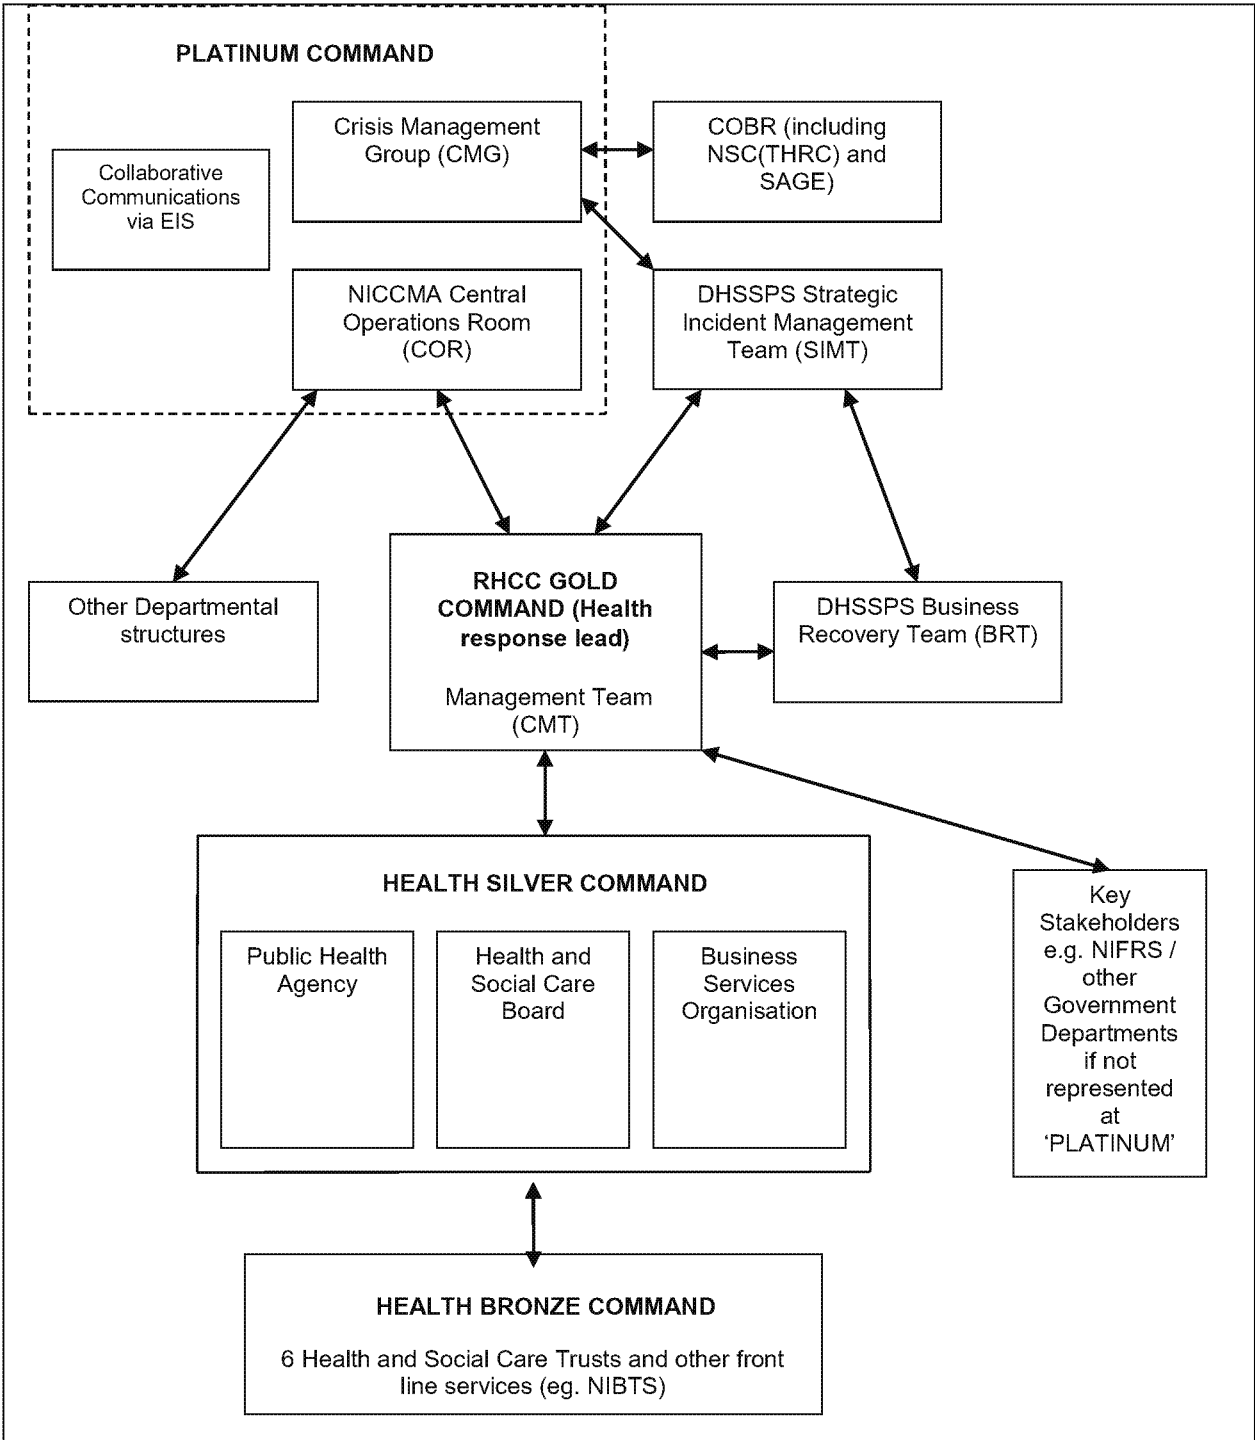 PLATINUM COMMAND
Crisis Management
Group (CMG)
COBR (including
NSC(THRC) and
SAGE)
Collaborative
Communications
via EIS
NICCMA Central
Operations Room
(COR)
DHSSPS Strategic
Incident Management
Team (SIMT)
Other Departmental
structures
RHCC GOLD
COMMAND (Health
response lead)
Management Team
(CMT)
DHSSPS Business
Recovery Team (BRT)
HEALTH SILVER COMMAND
Public Health
Agency
Health and
Social Care
Board
Business
Services
Organisation
Key
Stakeholders
e.g. NIFRS /
other
Government
Departments
if not
represented
at
‘PLATINUM’
HEALTH BRONZE COMMAND
6 Health and Social Care Trusts and other front
line services (eg. NIBTS)